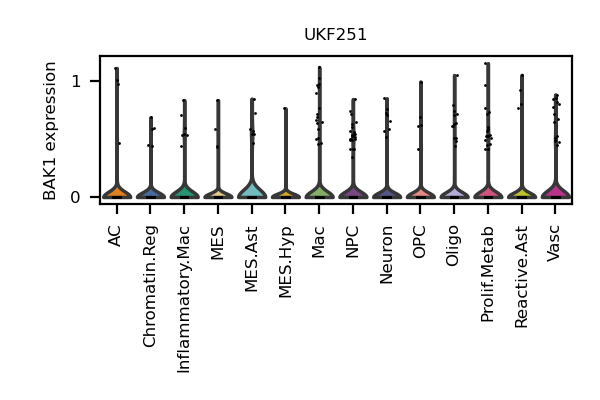 UKF251
BAK1 expression
1
0
AC
Chromatin.Reg
Inflammatory.Mac
MES
MES.Ast
MES.Hyp
Mac
NPC
Neuron
OPC
Oligo
Prolif.Metab
Reactive.Ast
Vasc